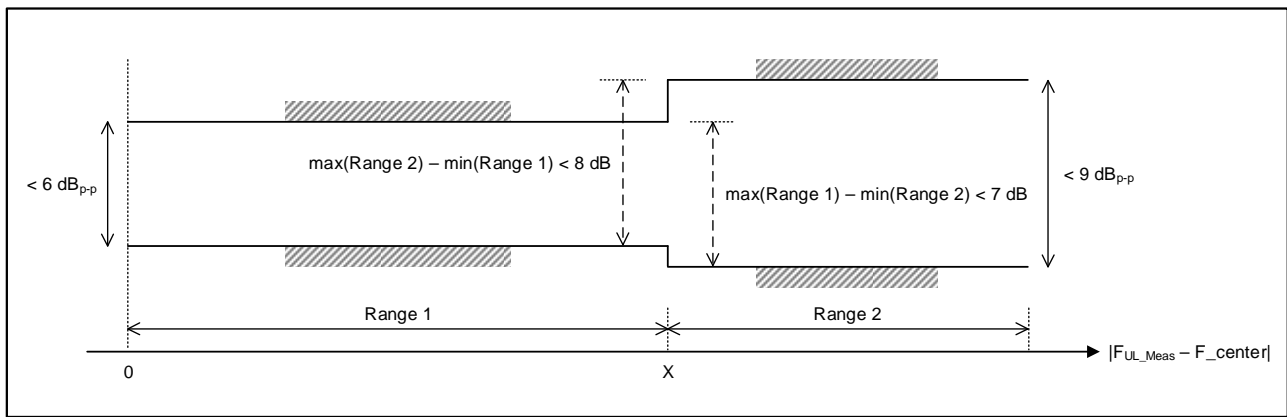 max(Range 2) – min(Range 1) < 8 dB
< 6 dBp-p
< 9 dBp-p
max(Range 1) – min(Range 2) < 7 dB
Range 1
Range 2
|FUL_Meas – F_center|
0
X